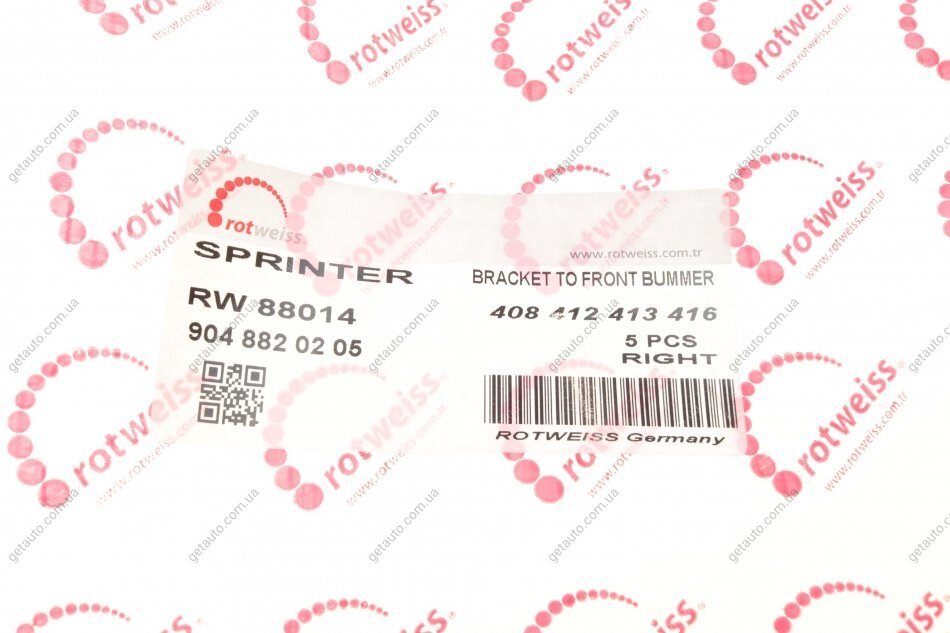 rotweiss
www.rotweiss.com.tr
SPRINTER
BRACKET TO FRONT BUMMER
RW 88014
408 412 413 416
904 882 02 05
5 PCS
RIGHT
ROTWEISS Germany
rotweiss
www.rotweiss.com.tr
getauto.com.ua